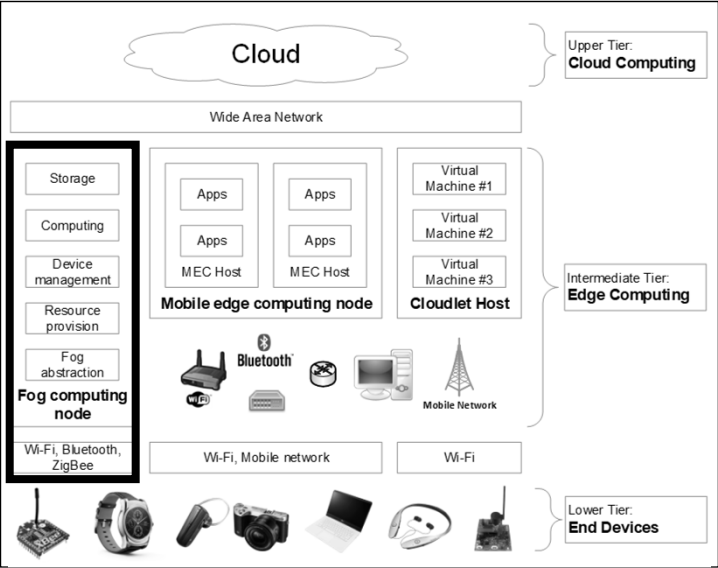 Cloud
Upper Tier:
Cloud Computing
Wide Area Network
Storage
Computing
Device
management
Resource
provision
Fog
abstraction
Fog computing
node
Apps
Apps
MEC Host
Apps
Apps
MEC Host
Mobile edge computing node
Virtual
Machine #1
Virtual
Machine #2
Virtual
Machine #3
Cloudlet Host
Intermediate Tier:
Edge Computing
Wi Fi
Bluetooth
Mobile Network
Wi-Fi, Bluetooth,
ZigBee
Wi-Fi, Mobile network
Wi-Fi
Lower Tier:
End Devices